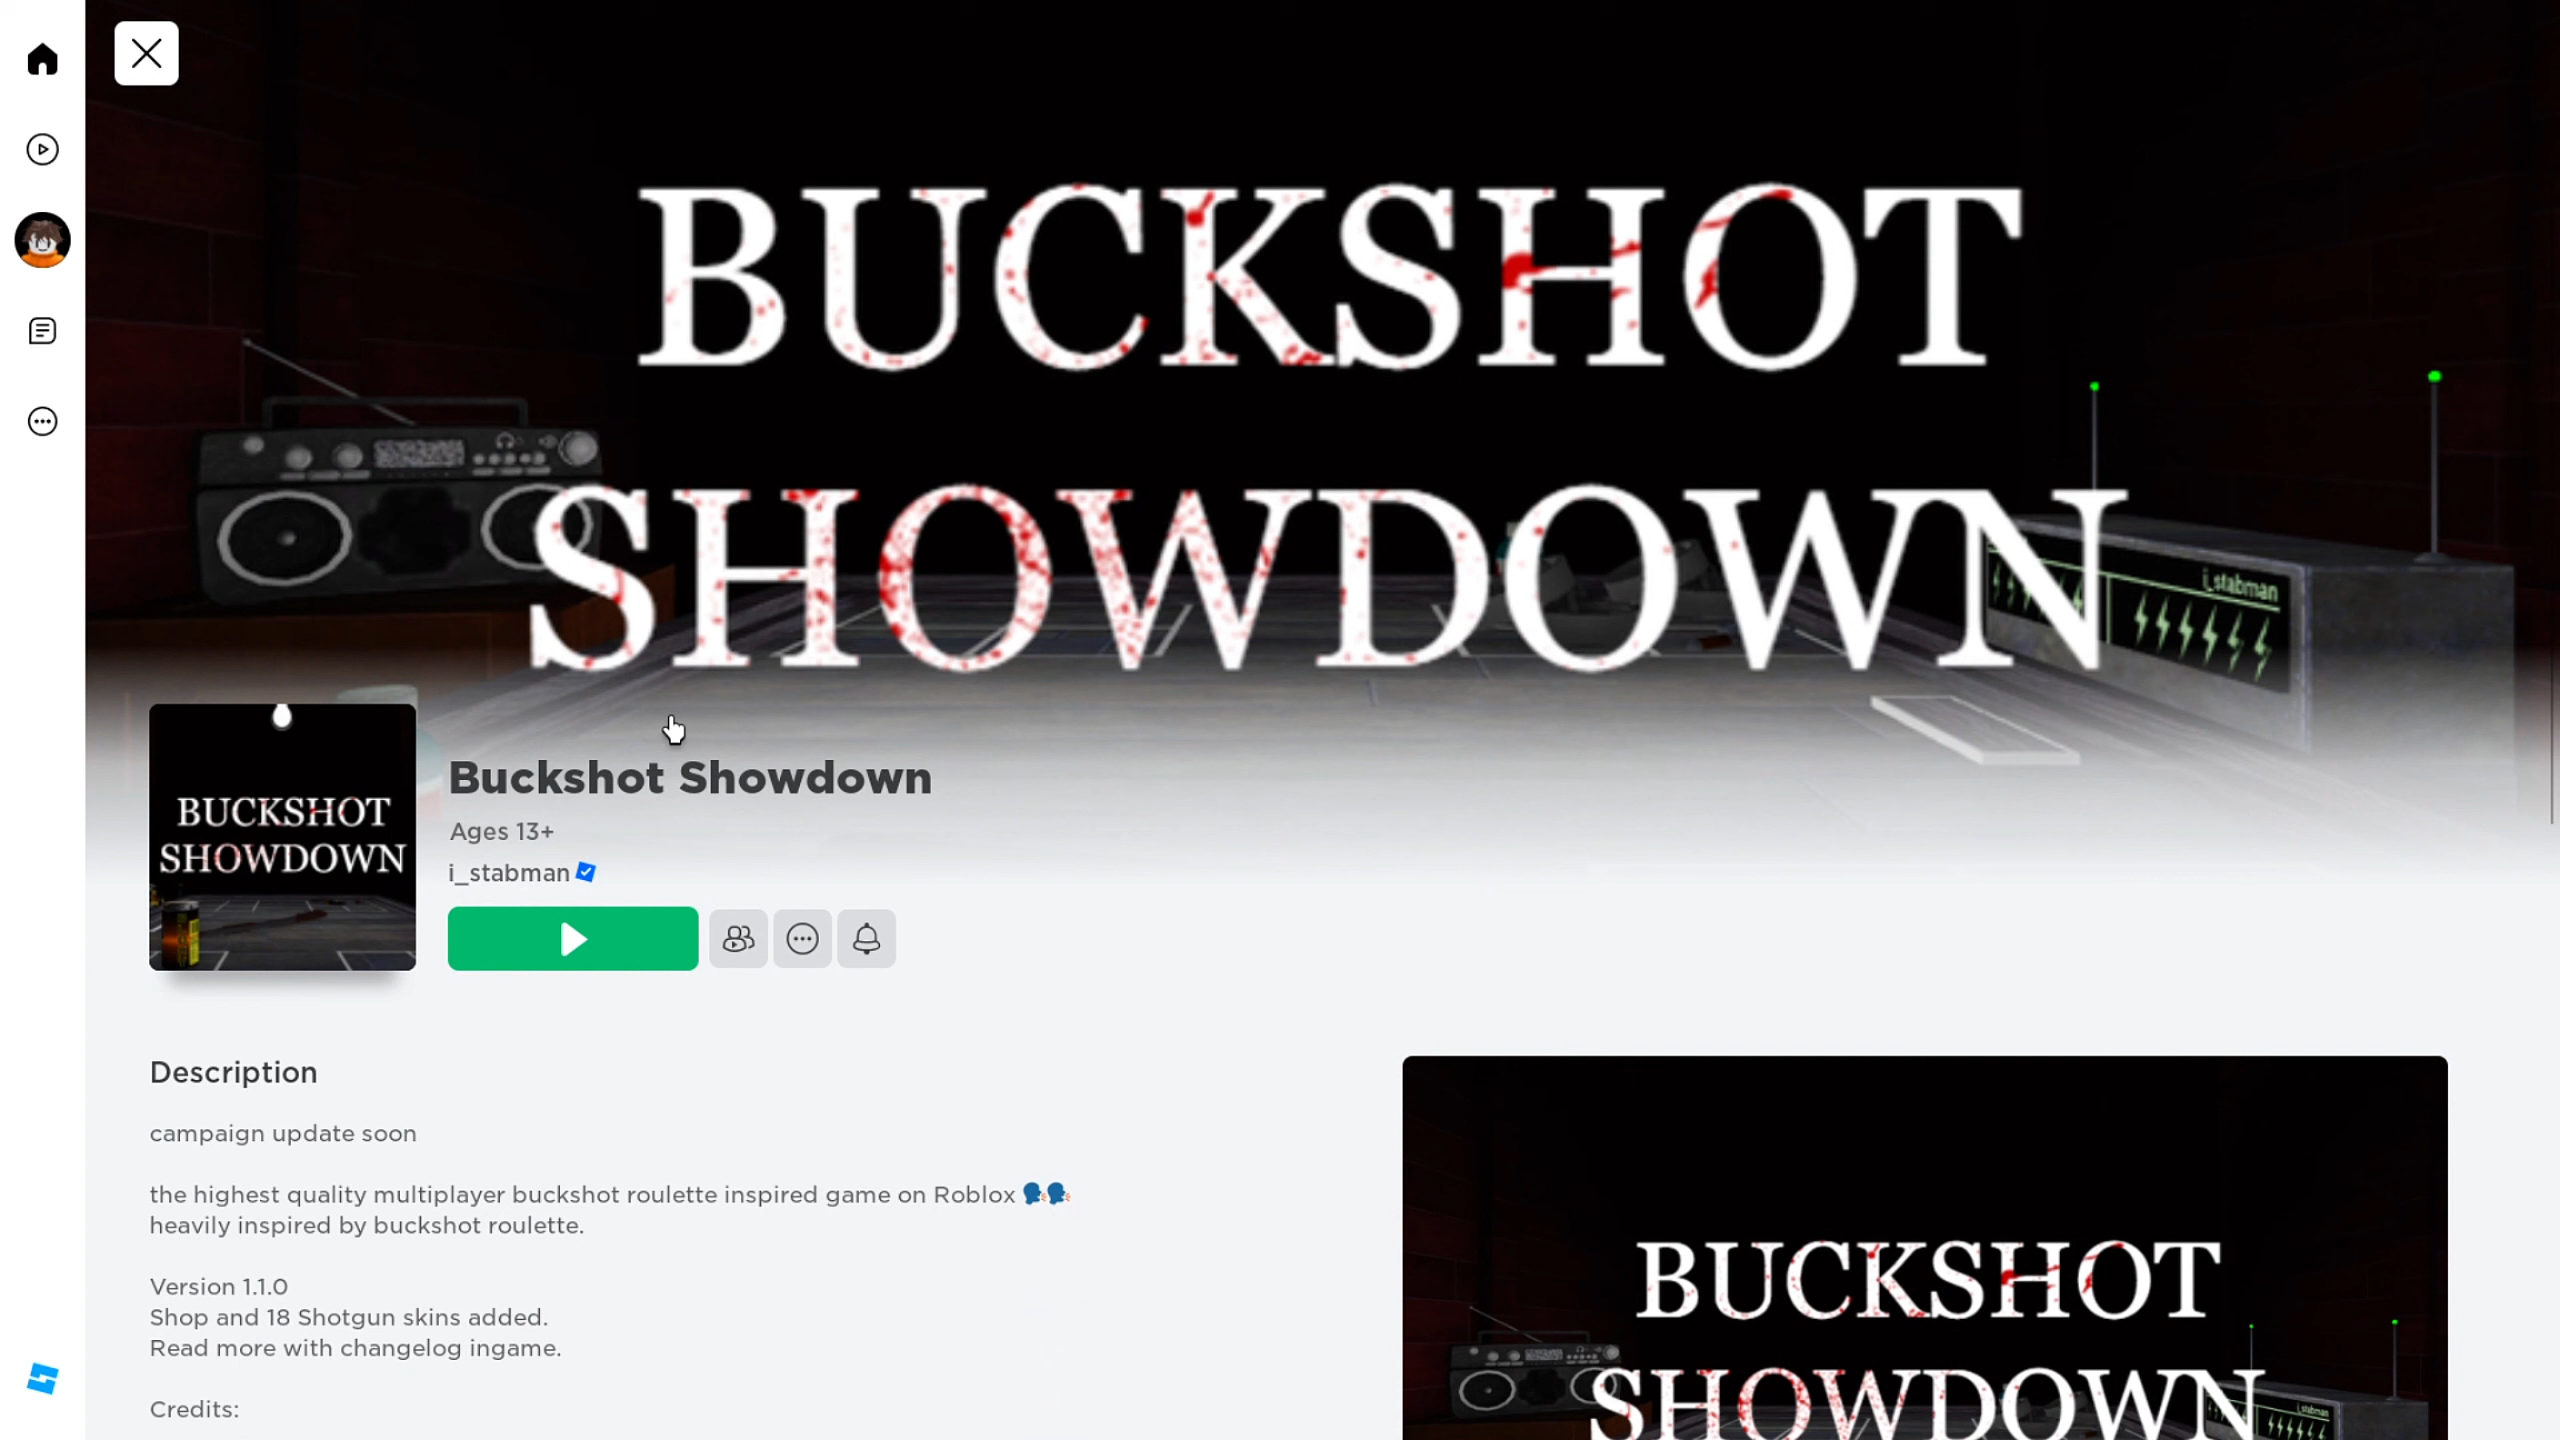 BUCKSHOT
SHOWDOWN
i_stabman
BUCKSHOT
SHOWDOWN
Buckshot Showdown
Ages 13+
i_stabman
Description
campaign update soon
the highest quality multiplayer buckshot roulette inspired game on Roblox 🗣️🗣️
heavily inspired by buckshot roulette.
Version 1.1.0
Shop and 18 Shotgun skins added.
Read more with changelog ingame.
Credits:
BUCKSHOT
SHOWDOWN
i_stabman